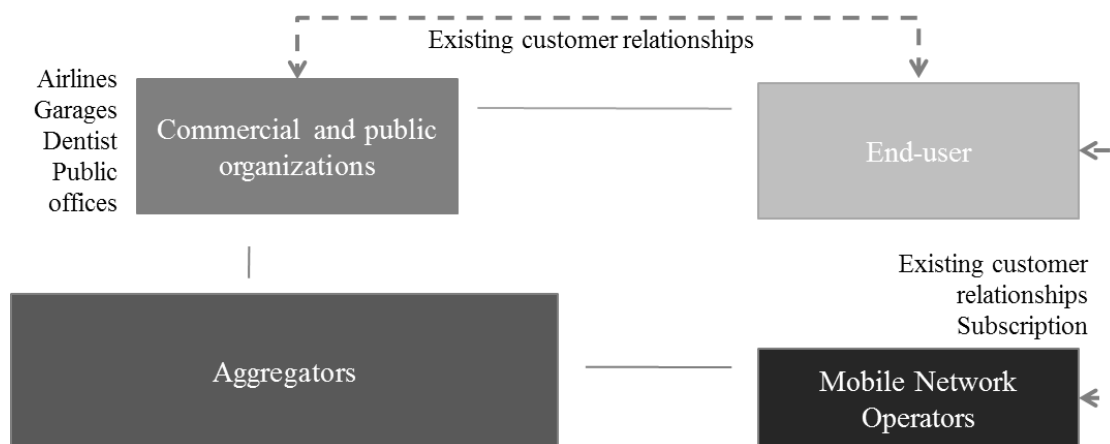 Existing customer relationships
Airlines
Garages
Dentist
Public
offices
Commercial and public
organizations
End-user
Existing customer
relationships
Subscription
Aggregators
Mobile Network
Operators